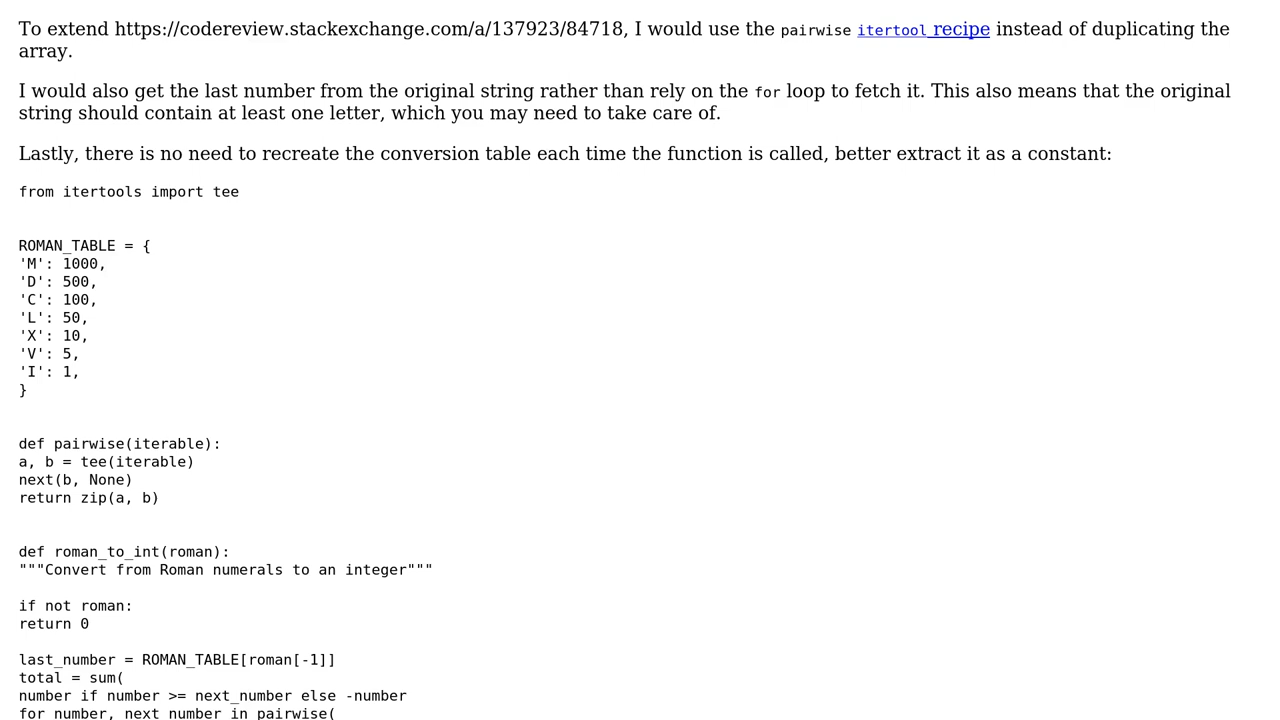 To extend https://codereview.stackexchange.com/a/137923/84718, I would use the pairwise itertool recipe instead of duplicating the
array.
I would also get the last number from the original string rather than rely on the for loop to fetch it. This also means that the original
string should contain at least one letter, which you may need to take care of.
Lastly, there is no need to recreate the conversion table each time the function is called, better extract it as a constant:
from itertools import tee
ROMAN_TABLE = {
'M': 1000,
'D': 500,
'C': 100,
'L': 50,
'X': 10,
'V': 5,
'I': 1,
}
def pairwise(iterable):
a, b = tee(iterable)
next(b, None)
return zip(a, b)
def roman_to_int(roman):
"""Convert from Roman numerals to an integer"""
if not roman:
return 0
last_number = ROMAN_TABLE[roman[-1]]
total = sum(
number if number >= next_number else -number
for number, next_number in pairwise(